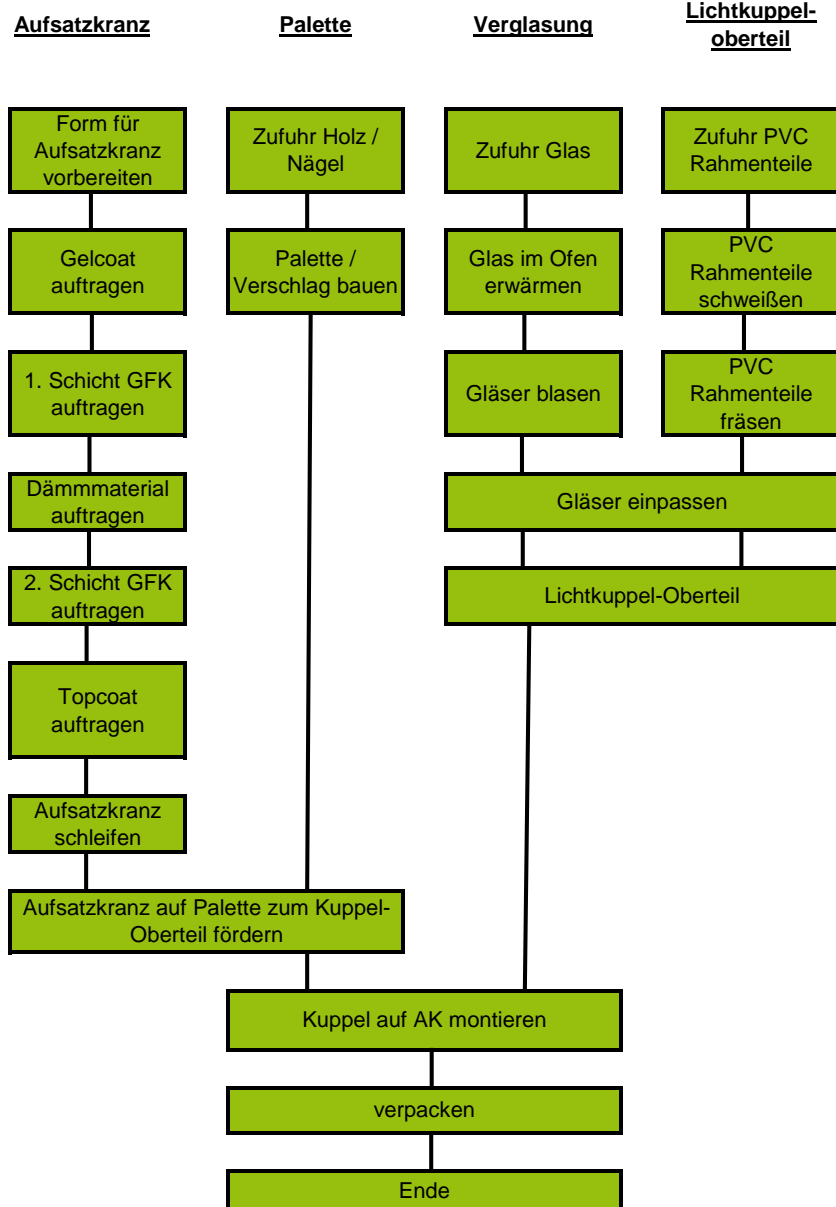 Aufsatzkranz
Palette
Verglasung
Lichtkuppel-
oberteil
Form für
Aufsatzkranz
vorbereiten
Zufuhr Holz /
Nägel
Zufuhr Glas
Zufuhr PVC
Rahmenteile
Gelcoat
auftragen
Palette /
Verschlag bauen
Glas im Ofen
erwärmen
PVC
Rahmenteile
schweißen
1. Schicht GFK
auftragen
Gläser blasen
PVC
Rahmenteile
fräsen
Dämmmaterial
auftragen
Gläser einpassen
2. Schicht GFK
auftragen
Lichtkuppel-Oberteil
Topcoat
auftragen
Aufsatzkranz
schleifen
Aufsatzkranz auf Palette zum Kuppel-
Oberteil fördern
Kuppel auf AK montieren
verpacken
Ende